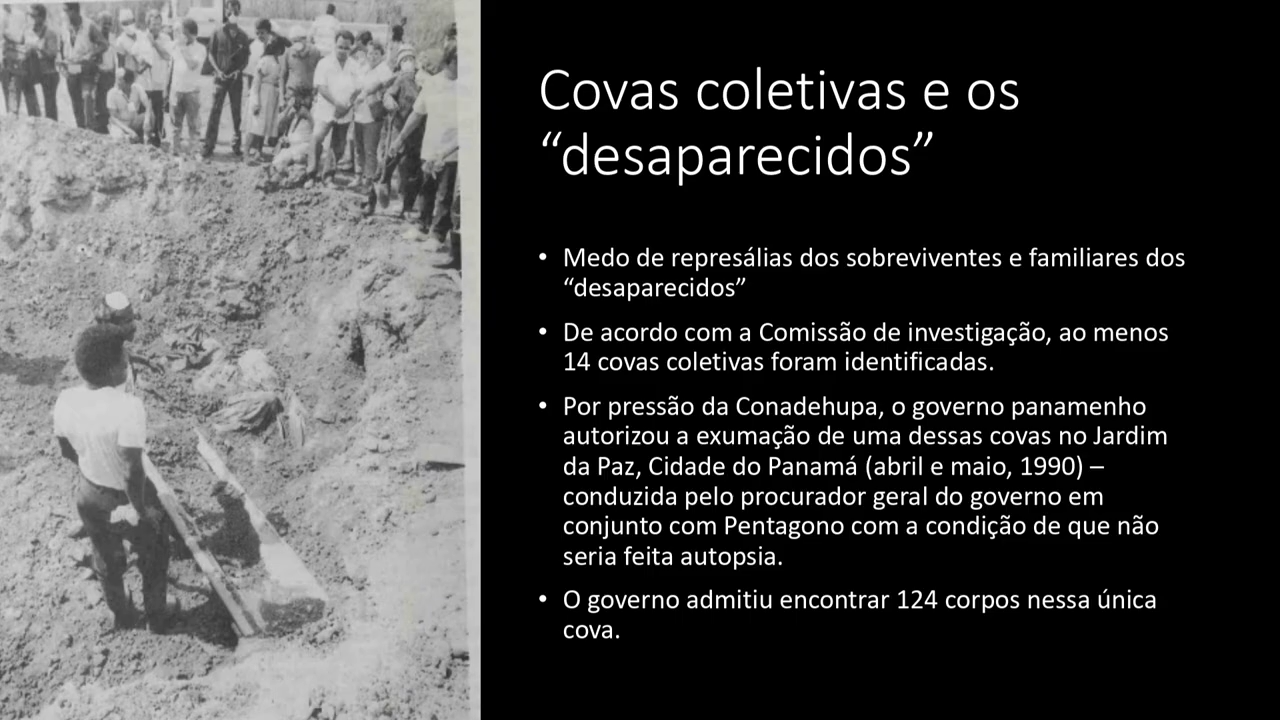 Covas coletivas e os
“desaparecidos”
• Medo de represálias dos sobreviventes e familiares dos
“desaparecidos”
• De acordo com a Comissão de investigação, ao menos
14 covas coletivas foram identificadas.
• Por pressão da Conadehupa, o governo panamenho
autorizou a exumação de uma dessas covas no Jardim
da Paz, Cidade do Panamá (abril e maio, 1990) –
conduzida pelo procurador geral do governo em
conjunto com Pentagono com a condição de que não
seria feita autopsia.
• O governo admitiu encontrar 124 corpos nessa única
cova.